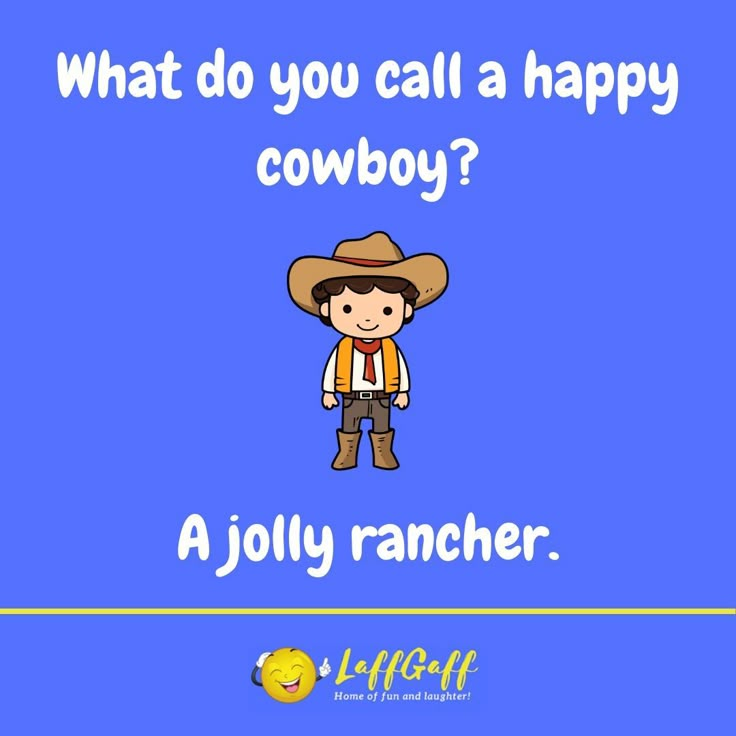 What do you call a happy
cowboy?
A jolly rancher.
LaffGaff
Home of fun and laughter!